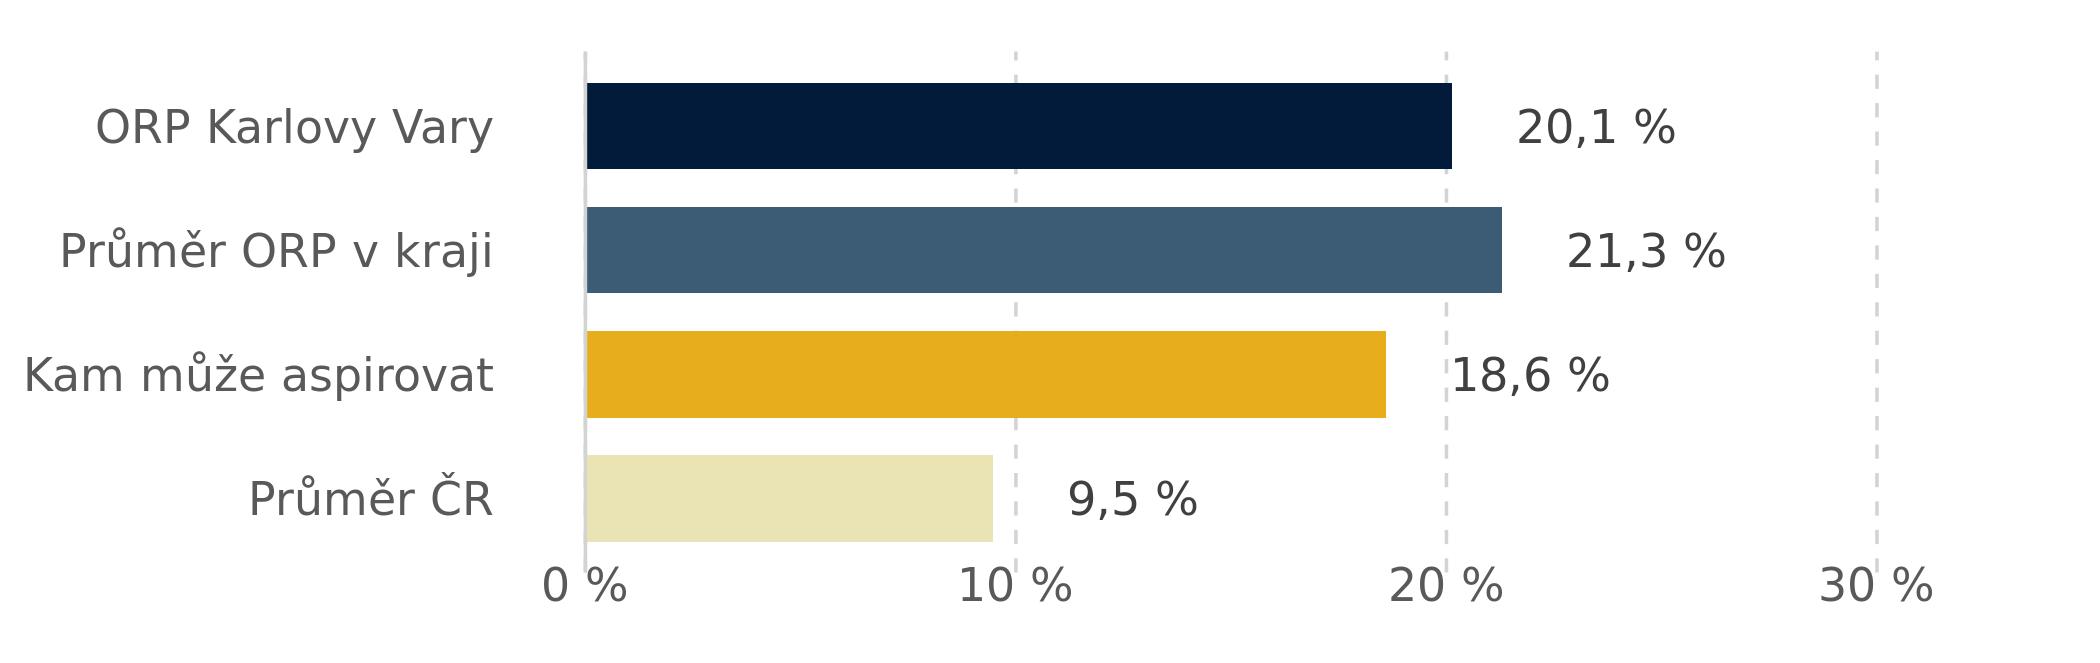 ORP Karlovy Vary 20,1 %
Průměr ORP v kraji 21,3 %
Kam může aspirovat 18,6 %
Průměr ČR 9,5 %
0 % 10 % 20 % 30 %